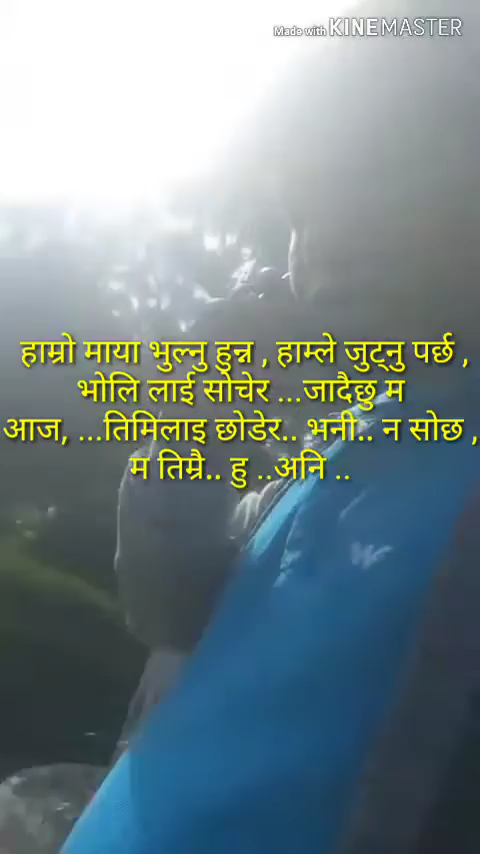 Made with KINEMASTER
हाम्रो माया भुल्नु हुन्न , हाम्ले जुट्नु पर्छ ,
भोलि लाई सोचेर ...जादैछु म
आज, ...तिमिलाइ छोडेर.. भनी.. न सोछ ,
म तिम्रै.. हु ..अनि ..